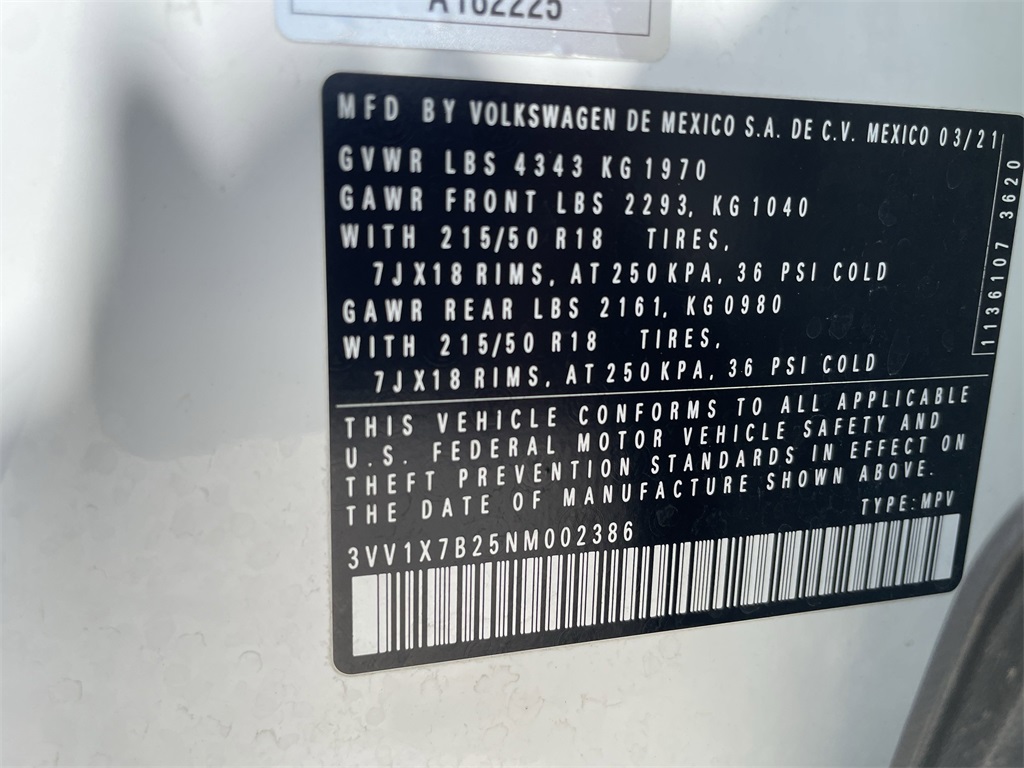 A162225
MFD BY VOLKSWAGEN DE MEXICO S.A. DE C.V. MEXICO 03/21
GVWR LBS 4343 KG 1970
GAWR FRONT LBS 2293, KG 1040
WITH 215/50 R18 TIRES,
7JX18 RIMS, AT 250 KPA, 36 PSI COLD
GAWR REAR LBS 2161, KG 0980
WITH 215/50 R18 TIRES,
7JX18 RIMS, AT 250 KPA, 36 PSI COLD
1136107 3620
THIS VEHICLE CONFORMS TO ALL APPLICABLE
U.S. FEDERAL MOTOR VEHICLE SAFETY AND
THEFT PREVENTION STANDARDS IN EFFECT ON
THE DATE OF MANUFACTURE SHOWN ABOVE.
TYPE: MPV
3VV1X7B25NM002386